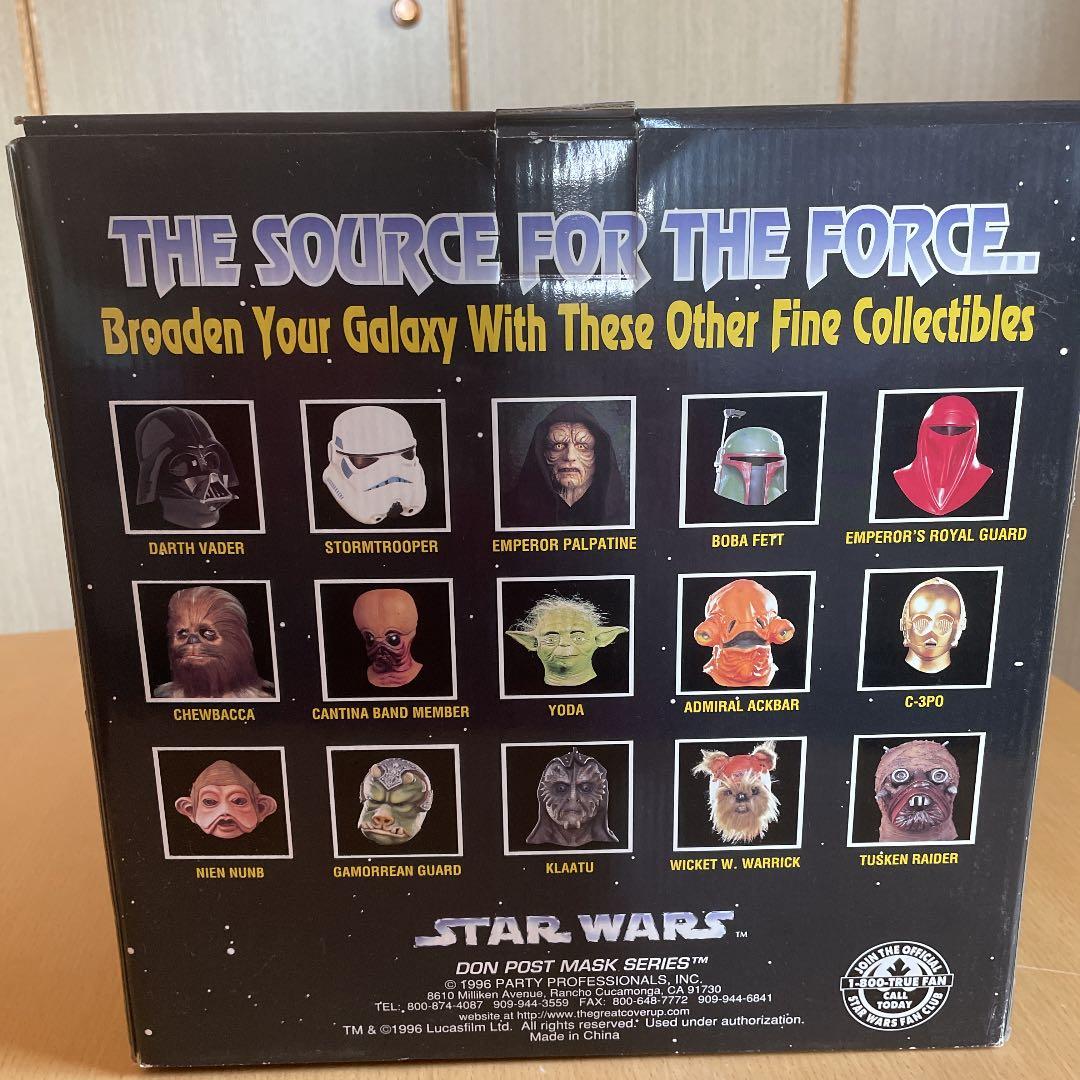 THE SOURCE FOR THE FORCE...
Broaden Your Galaxy With These Other Fine Collectibles
DARTH VADER
STORMTROOPER
EMPEROR PALPATINE
BOBA FETT
EMPEROR'S ROYAL GUARD
CHEWBACCA
CANTINA BAND MEMBER
YODA
ADMIRAL ACKBAR
C-3PO
NIEN NUNB
GAMORREAN GUARD
KLAATU
WICKET W. WARRICK
TUSKEN RAIDER
STAR WARS™
DON POST MASK SERIES™
© 1996 PARTY PROFESSIONALS, INC.
8610 Milliken Avenue, Rancho Cucamonga, CA 91730
TEL: 800-874-4087 909-944-3559 FAX: 800-648-7772 909-944-6841
website at http://www.thegreatcoverup.com
TM & ©1996 Lucasfilm Ltd. All rights reserved. Used under authorization.
Made in China
JOIN THE OFFICIAL
1-800-TRUE FAN
CALL
TODAY
STAR WARS FAN CLUB